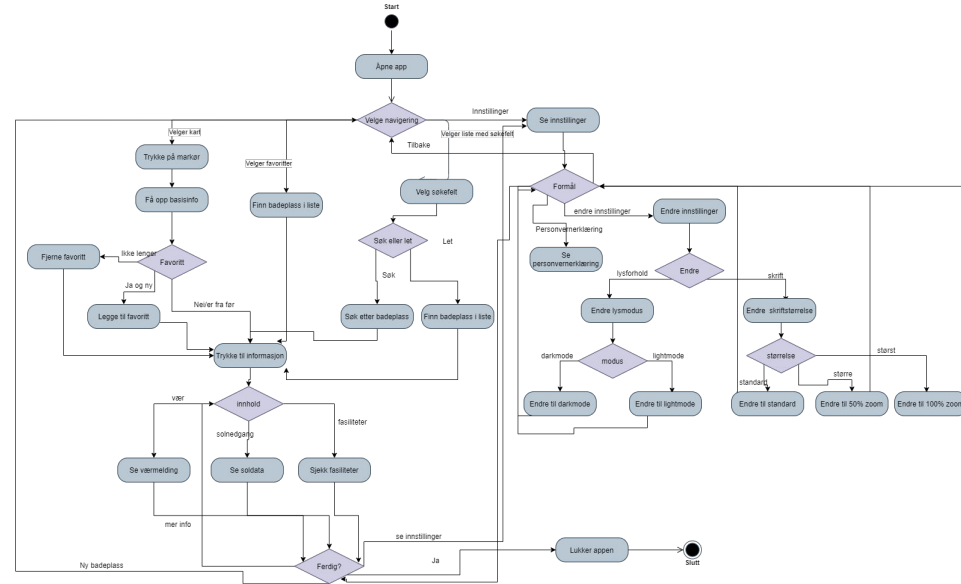 Start
Åpne app
Velge navigering
Innstillinger
Se innstillinger
Velger kart
Velger liste med søkefelt
Tilbake
Trykke på markør
Velger favoritter
Velg søkefelt
Formål
Få opp basisinfo
Finn badeplass i liste
endre innstillinger
Endre innstillinger
Personvernerklæring
Søk eller let
Let
Fjerne favoritt
Ikke lenger
Favoritt
Se
personvernerklæring
Endre
Ja og ny
Søk
lysforhold
skrift
Nei/er fra før
Legge til favoritt
Søk etter badeplass
Finn badeplass i liste
Endre lysmodus
Endre skriftstørrelse
Trykke til informasjon
darkmode
modus
lightmode
størrelse
størst
større
standard
vær
innhold
Endre til darkmode
Endre til lightmode
Endre til standard
Endre til 50% zoom
Endre til 100% zoom
fasiliteter
solnedgang
Se værmelding
Se soldata
Sjekk fasiliteter
mer info
se innstillinger
Lukker appen
Ja
Slutt
Ny badeplass
Ferdig?